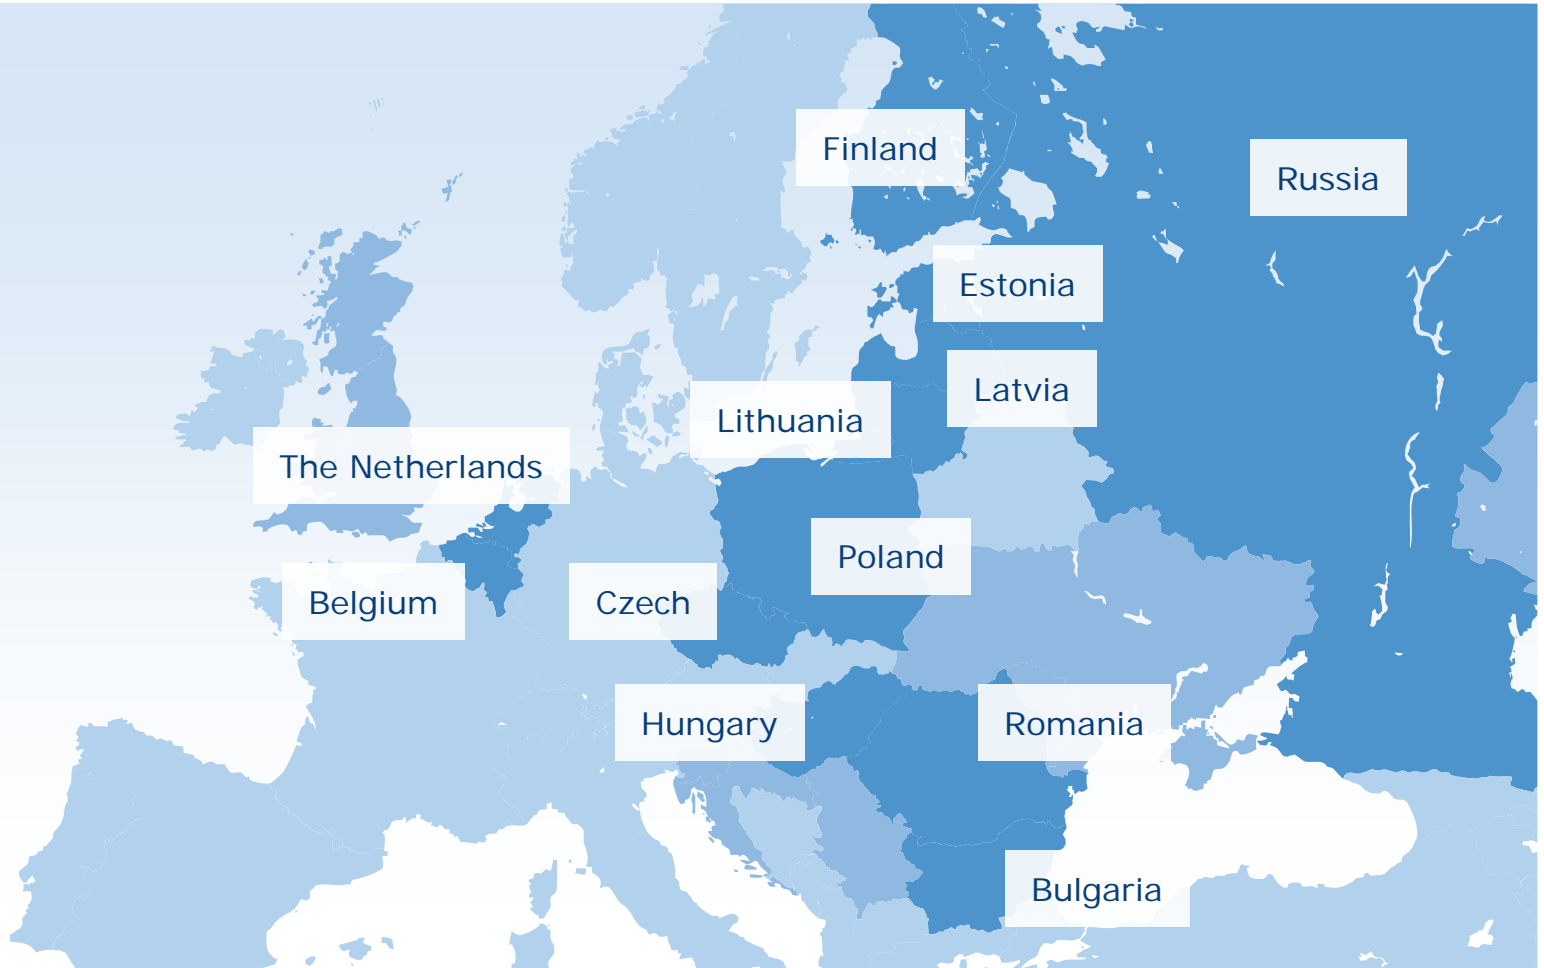 Finland
Russia
Estonia
Latvia
Lithuania
The Netherlands
Poland
Belgium
Czech
Hungary
Romania
Bulgaria